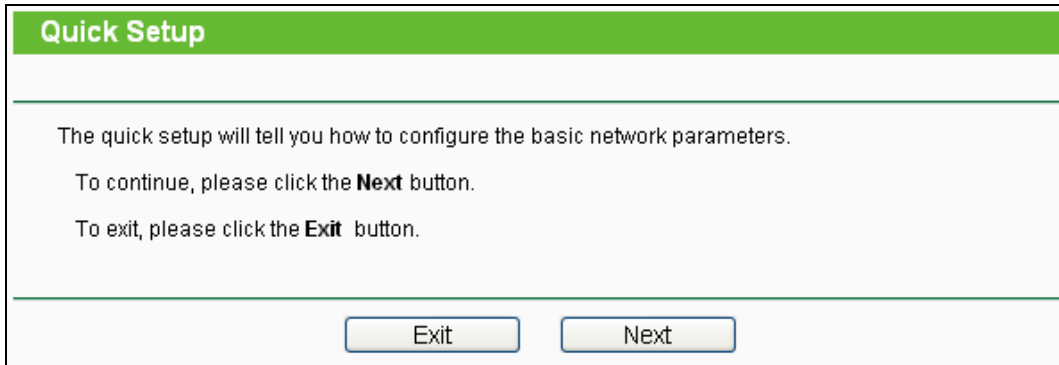 Quick Setup
The quick setup will tell you how to configure the basic network parameters.
To continue, please click the Next button.
To exit, please click the Exit button.
Exit Next